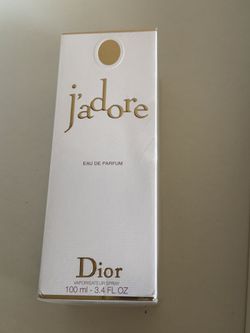 j'adore
EAU DE PARFUM
Dior
VAPORISATEUR SPRAY
100 ml - 3.4 FL. OZ